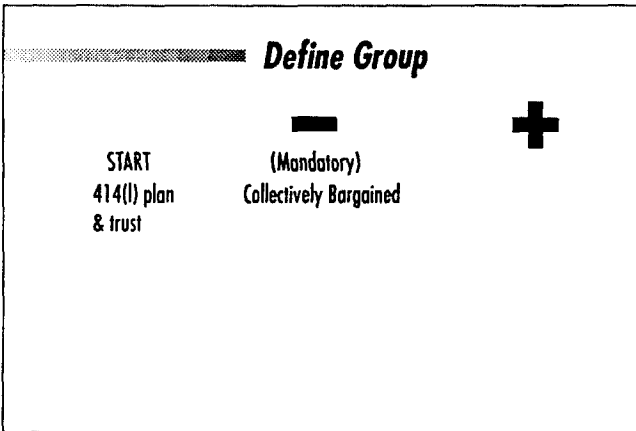 Define Group
START
414(l) plan
& trust
(Mandatory)
Collectively Bargained